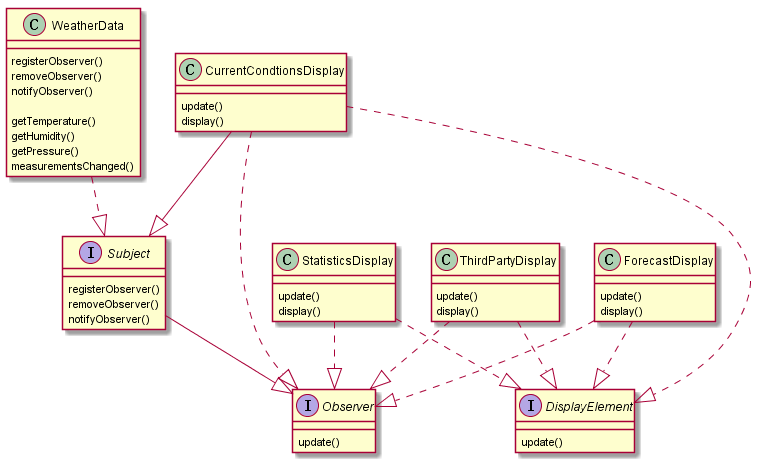 C WeatherData
registerObserver()
removeObserver()
notifyObserver()
getTemperature()
getHumidity()
getPressure()
measurementsChanged()
C CurrentCondtionsDisplay
update()
display()
I Subject
registerObserver()
removeObserver()
notifyObserver()
C StatisticsDisplay
update()
display()
C ThirdPartyDisplay
update()
display()
C ForecastDisplay
update()
display()
I Observer
update()
I DisplayElement
update()